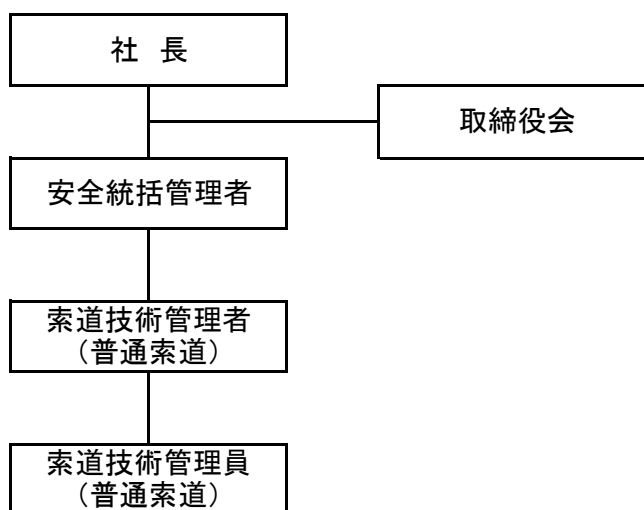 社 長
取締役会
安全統括管理者
索道技術管理者
（普通索道）
索道技術管理員
（普通索道）